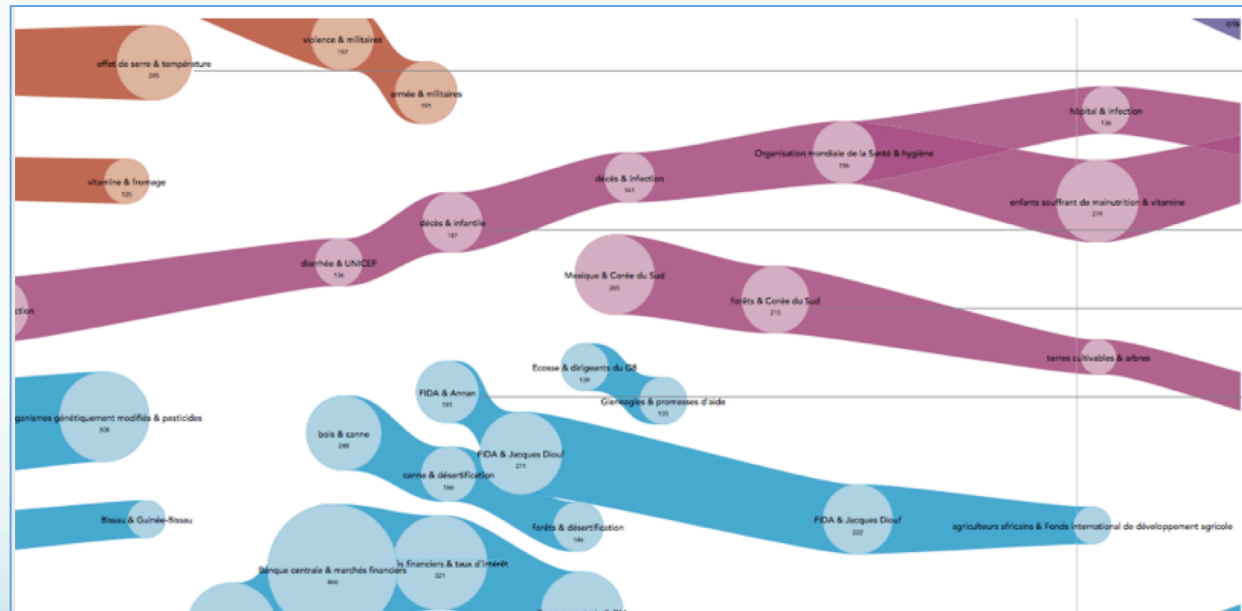 violence & militaires
197
effet de serre & température
245
armée & militaires
191
hôpital & infection
136
Organisation mondiale de la Santé & hygiène
196
vitamine & fromage
125
décès & infection
enfants souffrant de malnutrition & vitamine
279
décès & infantile
187
diarrhée & UNICEF
136
Mexique & Corée du Sud
265
forêts & Corée du Sud
215
ction
terres cultivables & arbres
Ecosse & dirigeants du G8
139
FIDA & Annan
191
Gleneagles & promesses d'aide
135
ganismes génétiquement modifiés & pesticides
308
bois & canne
248
FIDA & Jacques Diouf
271
canne & désertification
166
Bissau & Guinée-Bissau
forêts & désertification
146
FIDA & Jacques Diouf
222
agriculteurs africains & Fonds international de développement agricole
Banque centrale & marchés financiers
466
s financiers & taux d'intérêt
321